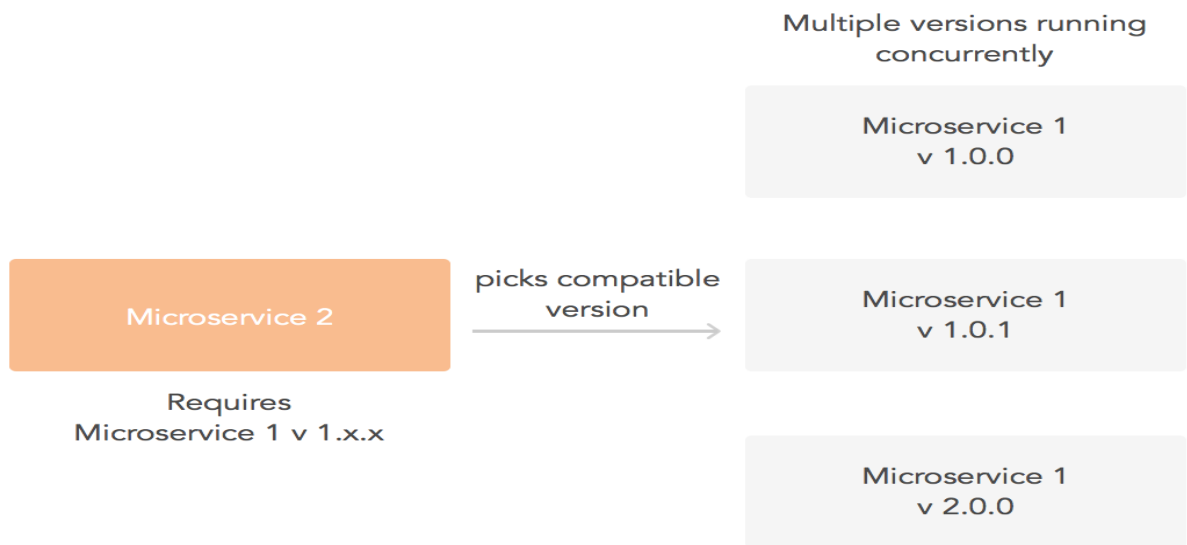 Multiple versions running
concurrently
Microservice 1
v 1.0.0
Microservice 2
Requires
Microservice 1 v 1.x.x
picks compatible
version
Microservice 1
v 1.0.1
Microservice 1
v 2.0.0